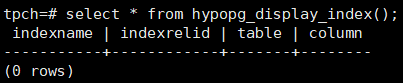 tpch=# select * from hypopg_display_index();
 indexname | indexrelid | table | column
-----------+------------+-------+--------
(0 rows)